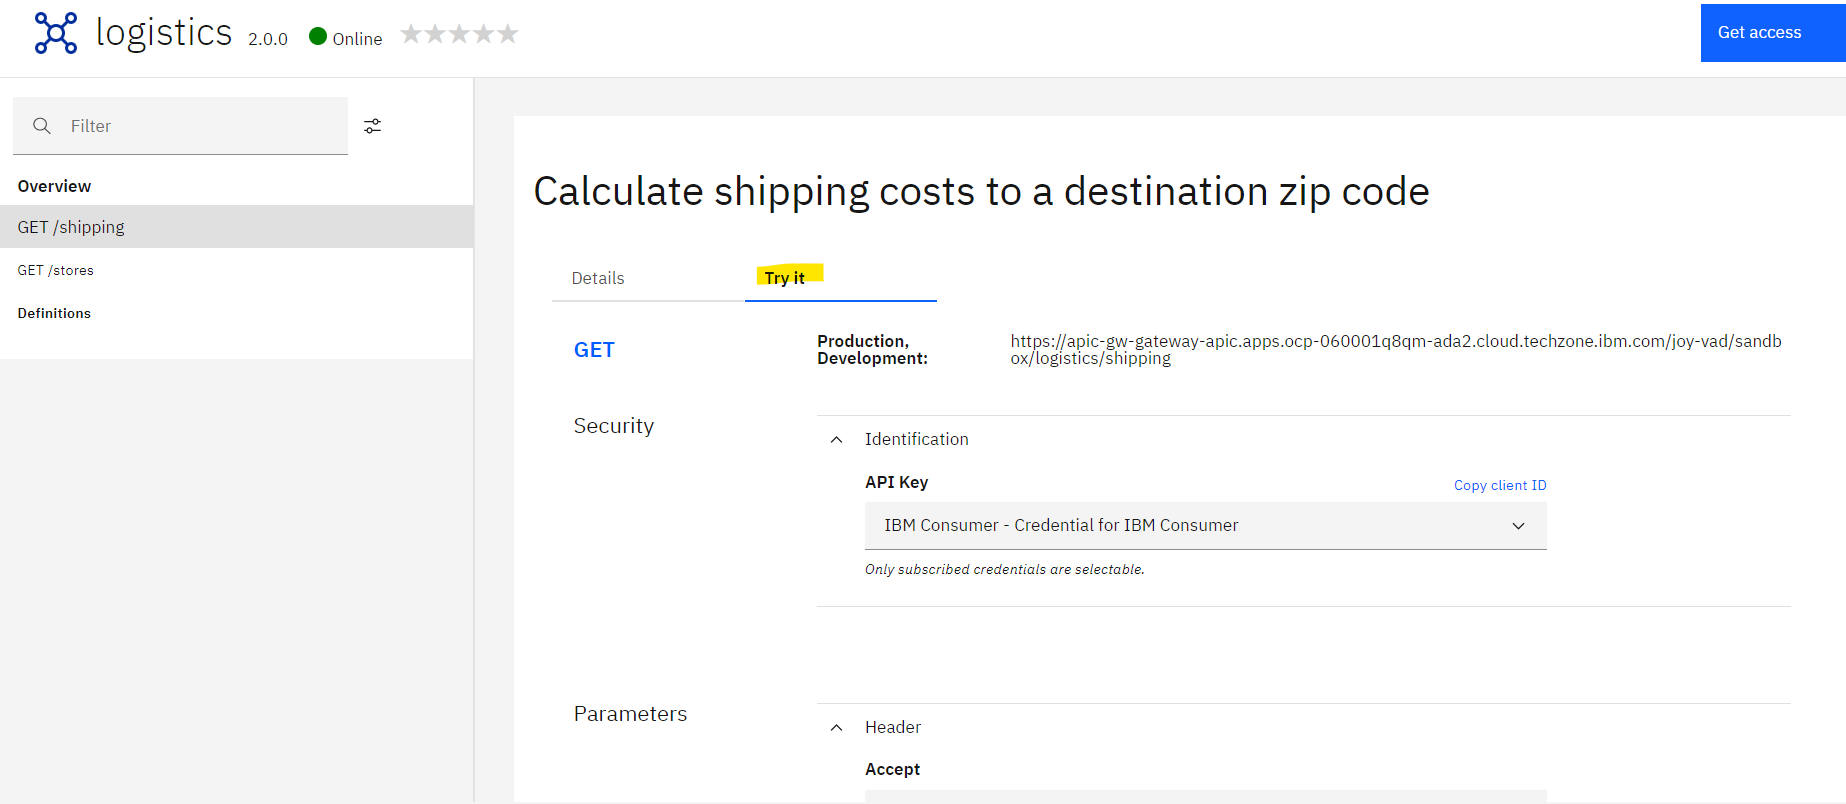 logistics 2.0.0 Online
Get access
Filter
Overview
GET /shipping
GET /stores
Definitions
Calculate shipping costs to a destination zip code
Details
Try it
GET
Production,
Development:
https://apic-gw-gateway-apic.apps.ocp-060001q8qm-ada2.cloud.techzone.ibm.com/joy-vad/sandb
ox/logistics/shipping
Security
Identification
API Key
Copy client ID
IBM Consumer - Credential for IBM Consumer
Only subscribed credentials are selectable.
Parameters
Header
Accept